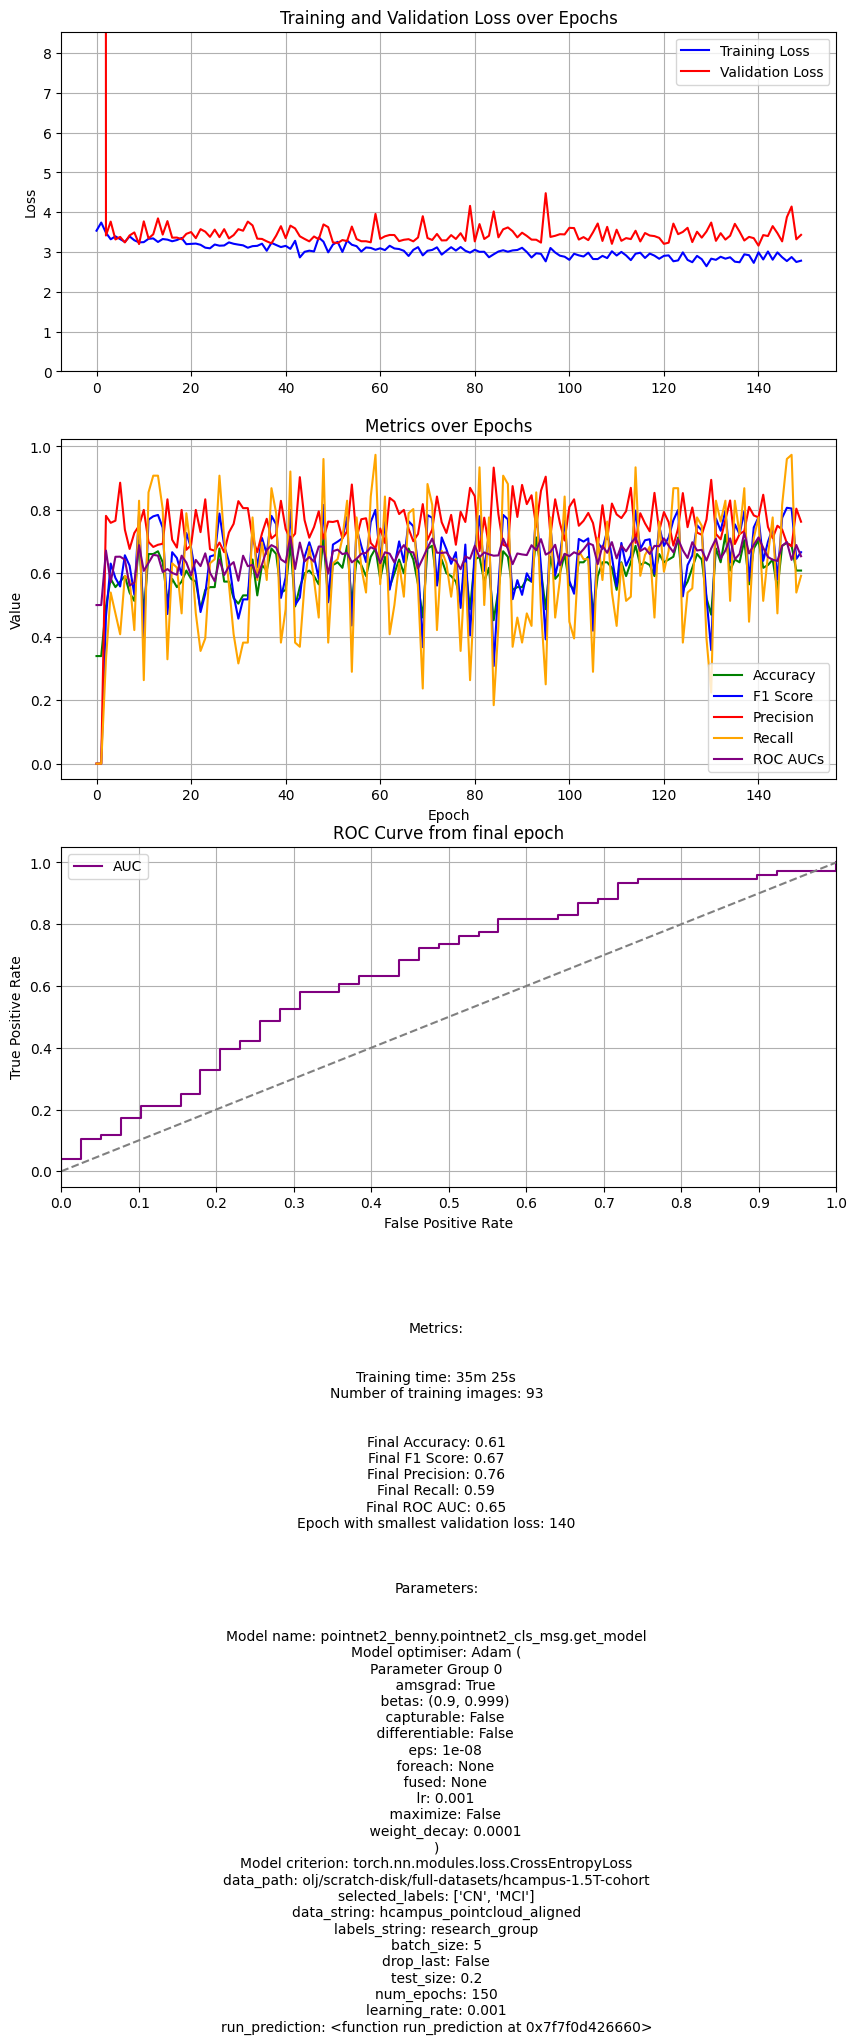 Training and Validation Loss over Epochs
8
7
6
5
4
3
2
1
0
Loss
Training Loss
Validation Loss
0 20 40 60 80 100 120 140
Metrics over Epochs
1.0
0.8
0.6
0.4
0.2
0.0
Value
Accuracy
F1 Score
Precision
Recall
ROC AUCs
0 20 40 60 80 100 120 140
Epoch
ROC Curve from final epoch
AUC
1.0
0.8
0.6
0.4
0.2
0.0
True Positive Rate
0.0 0.1 0.2 0.3 0.4 0.5 0.6 0.7 0.8 0.9 1.0
False Positive Rate
Metrics:
Training time: 35m 25s
Number of training images: 93
Final Accuracy: 0.61
Final F1 Score: 0.67
Final Precision: 0.76
Final Recall: 0.59
Final ROC AUC: 0.65
Epoch with smallest validation loss: 140
Parameters:
Model name: pointnet2_benny.pointnet2_cls_msg.get_model
Model optimiser: Adam (
Parameter Group 0
amsgrad: True
betas: (0.9, 0.999)
capturable: False
differentiable: False
eps: 1e-08
foreach: None
fused: None
lr: 0.001
maximize: False
weight_decay: 0.0001
)
Model criterion: torch.nn.modules.loss.CrossEntropyLoss
data_path: olj/scratch-disk/full-datasets/hcampus-1.5T-cohort
selected_labels: ['CN', 'MCI']
data_string: hcampus_pointcloud_aligned
labels_string: research_group
batch_size: 5
drop_last: False
test_size: 0.2
num_epochs: 150
learning_rate: 0.001
run_prediction: <function run_prediction at 0x7f7f0d426660>